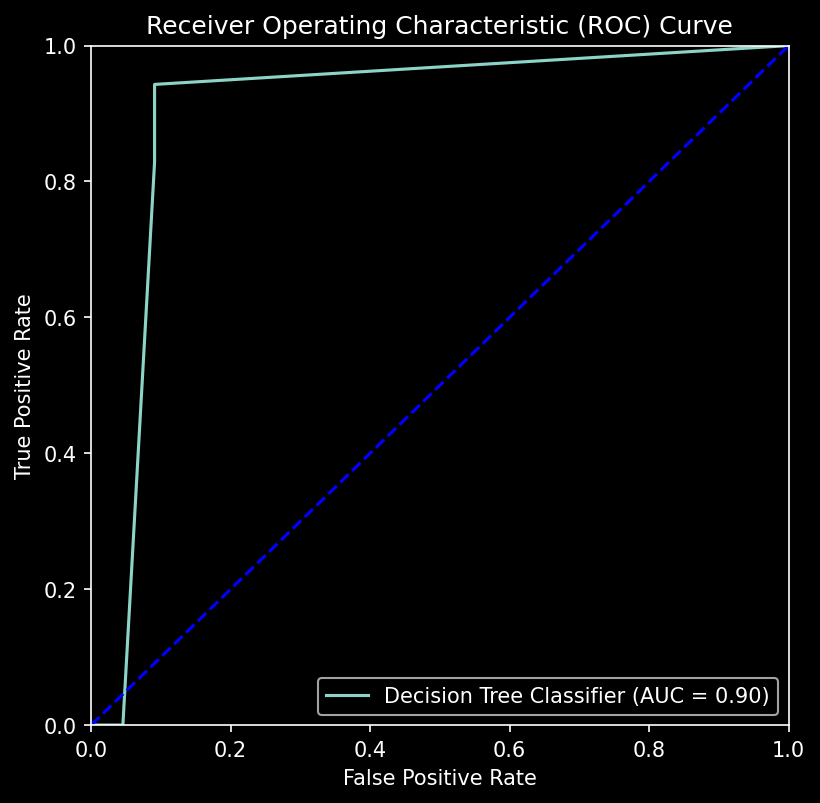 Receiver Operating Characteristic (ROC) Curve
1.0
0.8
0.6
0.4
0.2
0.0
True Positive Rate
Decision Tree Classifier (AUC = 0.90)
0.0 0.2 0.4 0.6 0.8 1.0
False Positive Rate